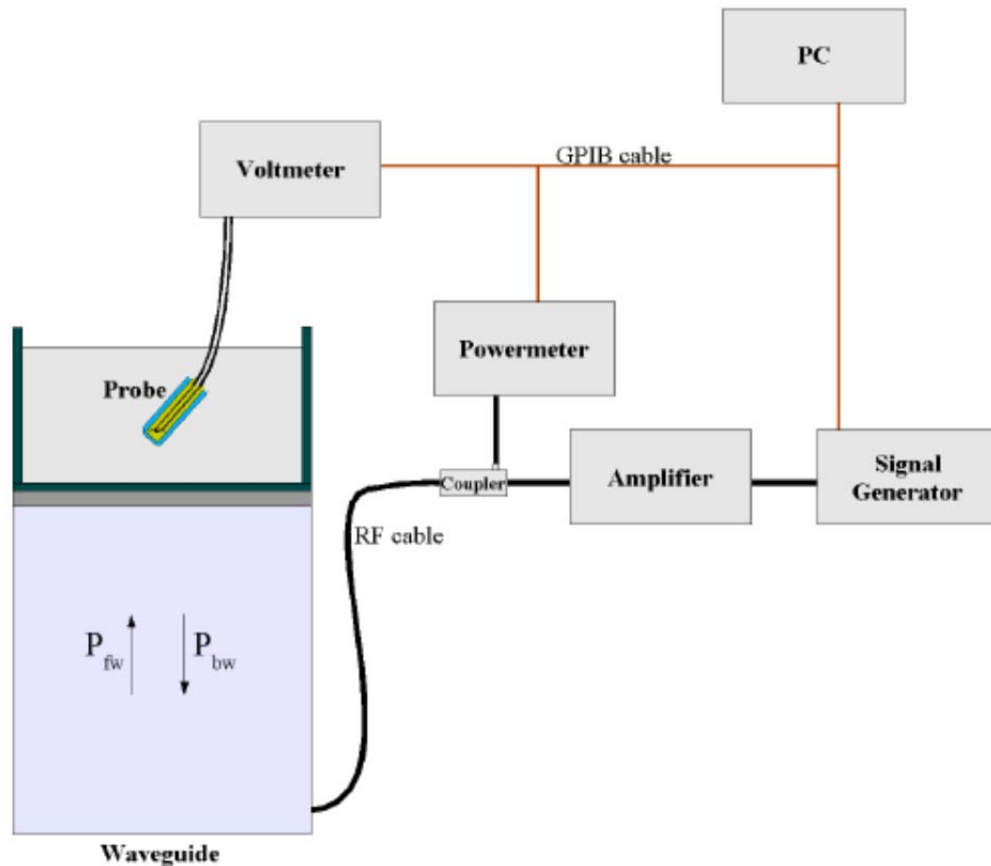 PC
Voltmeter
GPIB cable
Powermeter
Probe
Coupler
Amplifier
Signal
Generator
RF cable
P fw
P bw
Waveguide